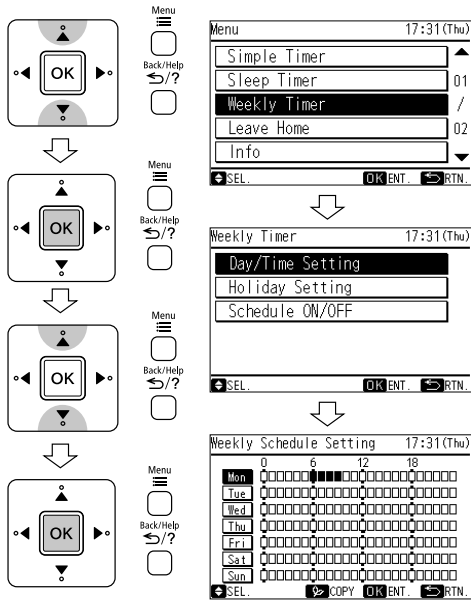 Menu
OK
Back/Help
/?
Menu
OK
Back/Help
/?
Menu
OK
Back/Help
/?
Menu
OK
Back/Help
/?
Menu 17:31(Thu)
Simple Timer
Sleep Timer 01
Weekly Timer /
Leave Home 02
Info
SEL. OK ENT. RTN.
Weekly Timer 17:31(Thu)
Day/Time Setting
Holiday Setting
Schedule ON/OFF
SEL. OK ENT. RTN.
Weekly Schedule Setting 17:31(Thu)
0 6 12 18
Mon
Tue
Wed
Thu
Fri
Sat
Sun
SEL. COPY OK ENT. RTN.